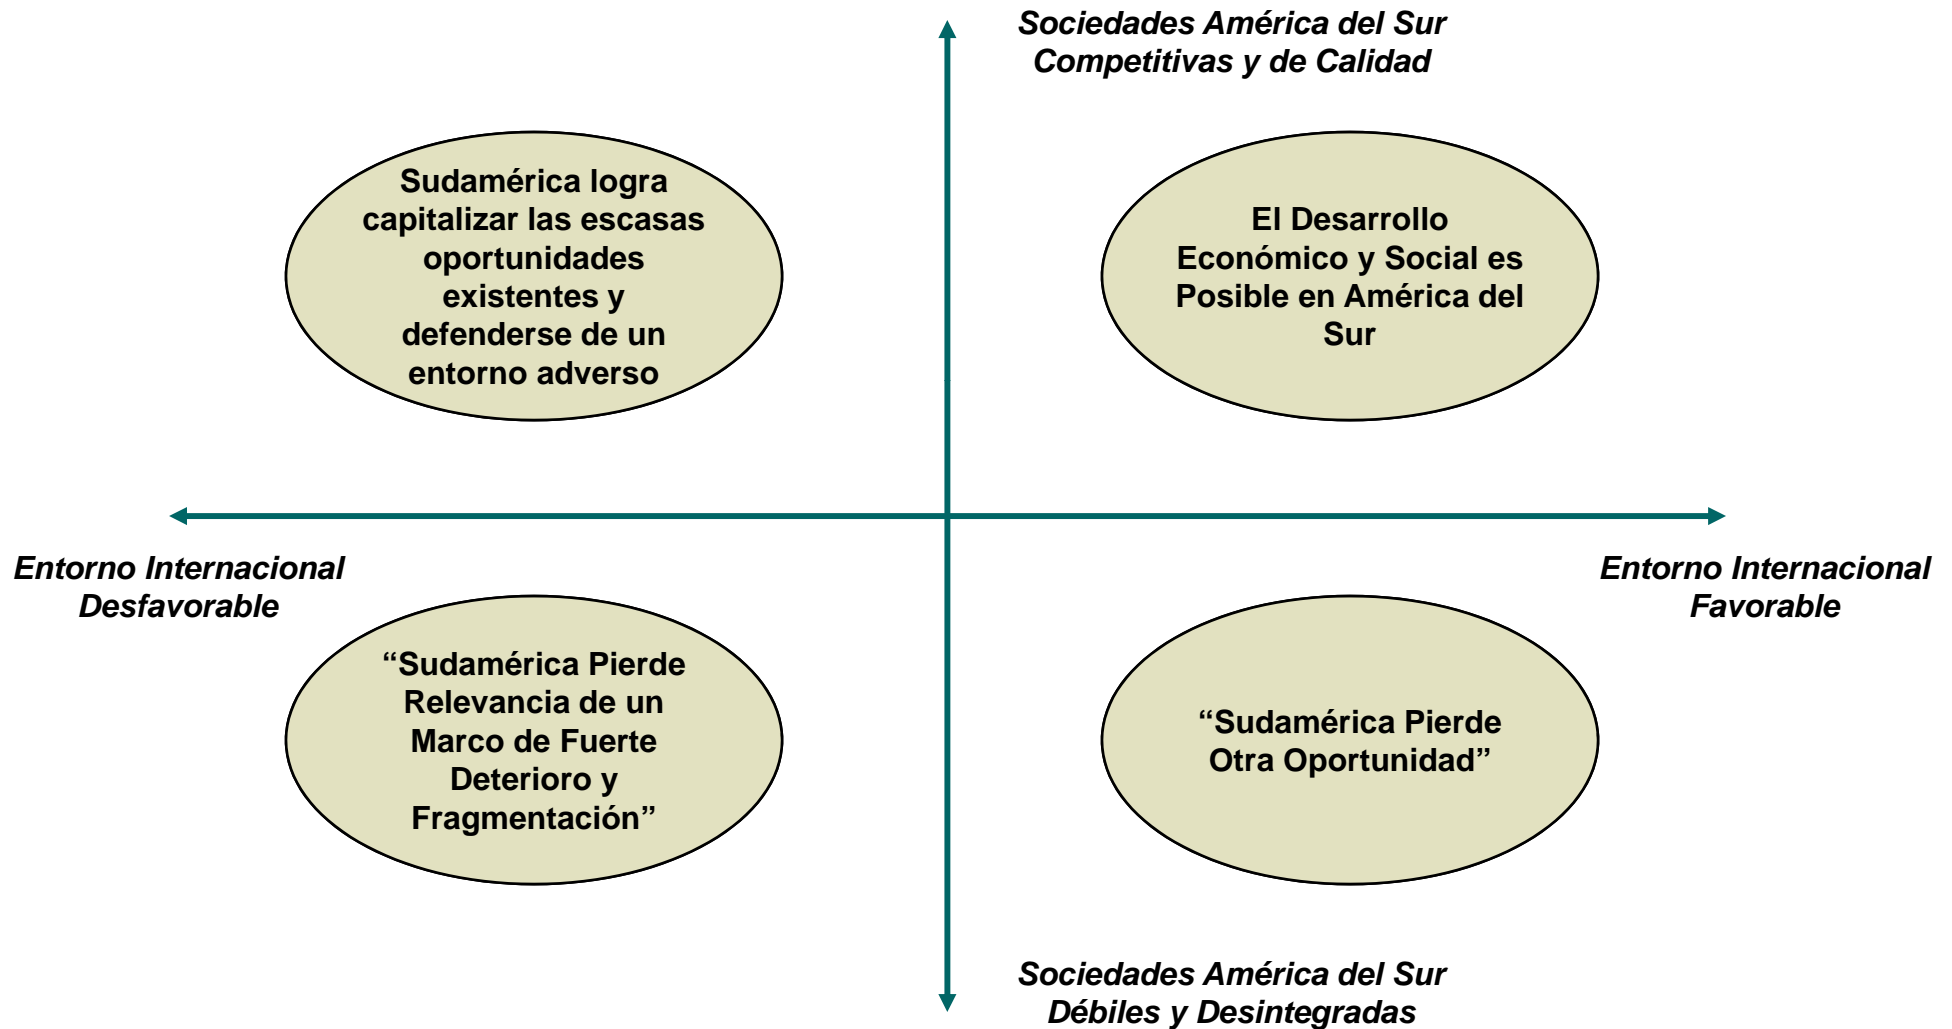 Sociedades América del Sur
Competitivas y de Calidad
Sudamérica logra
capitalizar las escasas
oportunidades
existentes y
defenderse de un
entorno adverso
El Desarrollo
Económico y Social es
Posible en América del
Sur
Entorno Internacional
Desfavorable
Entorno Internacional
Favorable
“Sudamérica Pierde
Relevancia de un
Marco de Fuerte
Deterioro y
Fragmentación”
“Sudamérica Pierde
Otra Oportunidad”
Sociedades América del Sur
Débiles y Desintegradas